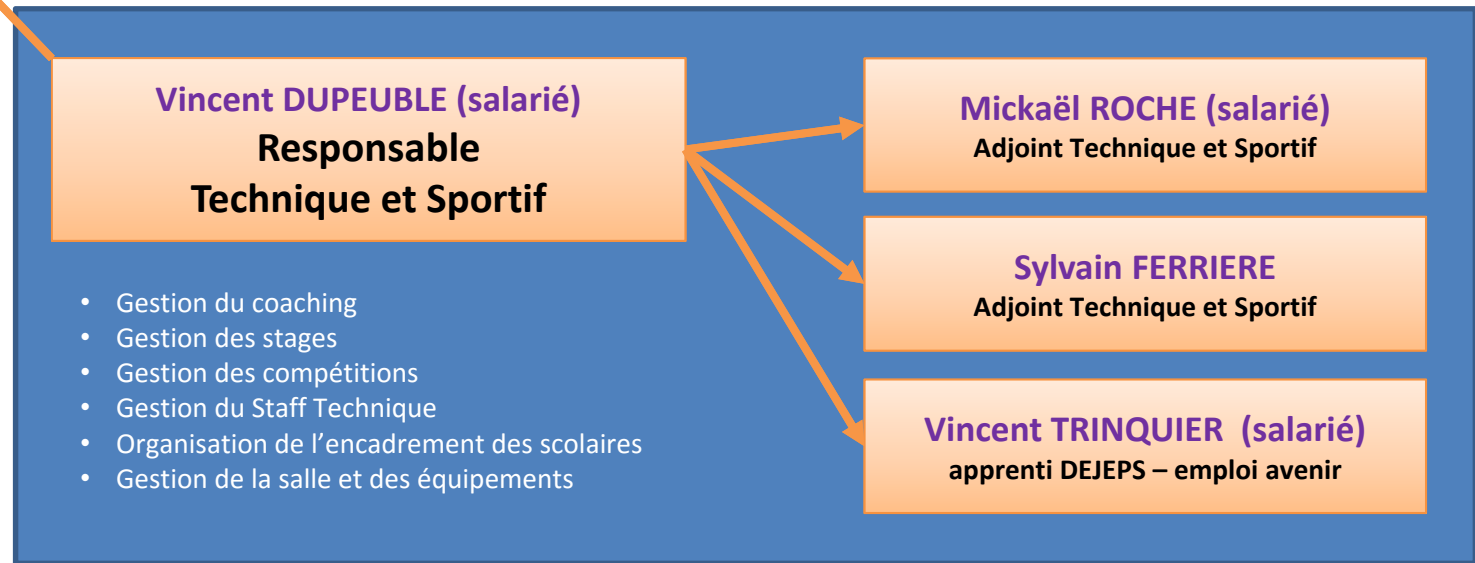 Vincent DUPEUBLE (salarié)
Responsable
Technique et Sportif
• Gestion du coaching
• Gestion des stages
• Gestion des compétitions
• Gestion du Staff Technique
• Organisation de l’encadrement des scolaires
• Gestion de la salle et des équipements
Mickaël ROCHE (salarié)
Adjoint Technique et Sportif
Sylvain FERRIERE
Adjoint Technique et Sportif
Vincent TRINQUIER (salarié)
apprenti DEJEPS – emploi avenir